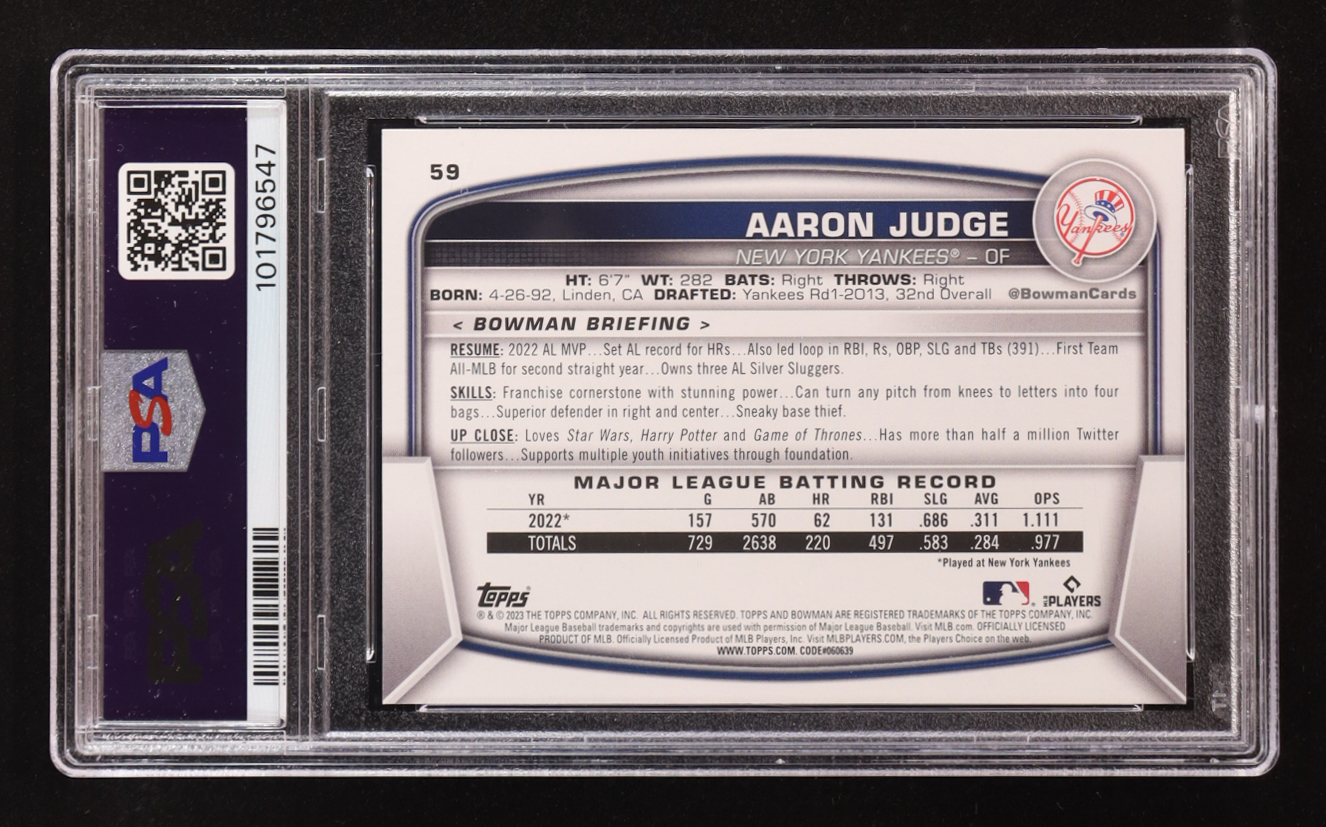 101796547
PSA
59
AARON JUDGE
NEW YORK YANKEES® – OF
Yankees
HT: 6'7" WT: 282 BATS: Right THROWS: Right
BORN: 4-26-92, Linden, CA DRAFTED: Yankees Rd1-2013, 32nd Overall @BowmanCards
< BOWMAN BRIEFING >
RESUME: 2022 AL MVP...Set AL record for HRs...Also led loop in RBI, Rs, OBP, SLG and TBs (391)...First Team
All-MLB for second straight year...Owns three AL Silver Sluggers.
SKILLS: Franchise cornerstone with stunning power...Can turn any pitch from knees to letters into four
bags...Superior defender in right and center...Sneaky base thief.
UP CLOSE: Loves Star Wars, Harry Potter and Game of Thrones...Has more than half a million Twitter
followers...Supports multiple youth initiatives through foundation.
MAJOR LEAGUE BATTING RECORD
YR G AB HR RBI SLG AVG OPS
2022* 157 570 62 131 .686 .311 1.111
TOTALS 729 2638 220 497 .583 .284 .977
*Played at New York Yankees
Topps® MLB PLAYERS
® & © 2023 THE TOPPS COMPANY, INC. ALL RIGHTS RESERVED. TOPPS AND BOWMAN ARE REGISTERED TRADEMARKS OF THE TOPPS COMPANY, INC.
Major League Baseball trademarks and copyrights are used with permission of Major League Baseball. Visit MLB.com. OFFICIALLY LICENSED
PRODUCT OF MLB. Officially Licensed Product of MLB Players, Inc. Visit MLBPLAYERS.COM, the Players Choice on the web.
WWW.TOPPS.COM. CODE#060639
PSA